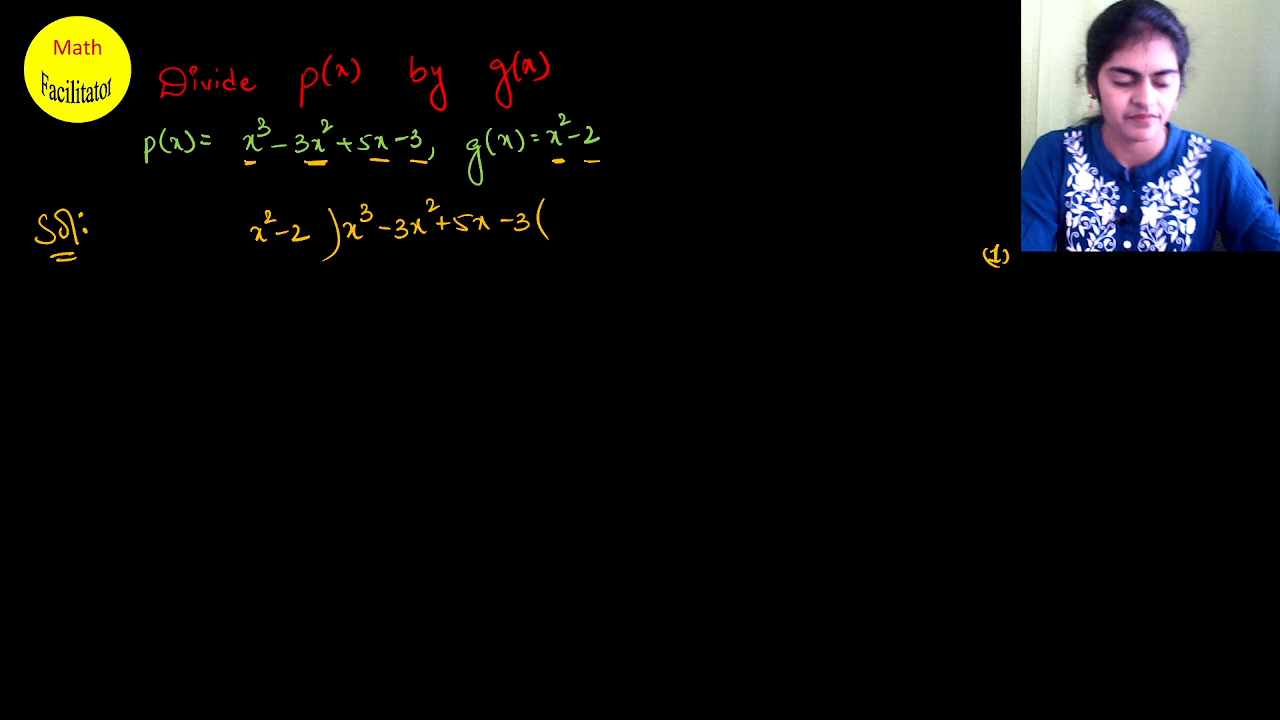 Math
Facilitator
Divide p(x) by g(x)
p(x) = x³ - 3x² + 5x - 3, g(x) = x² - 2
Sol:
x² - 2 ) x³ - 3x² + 5x - 3 (
(1)